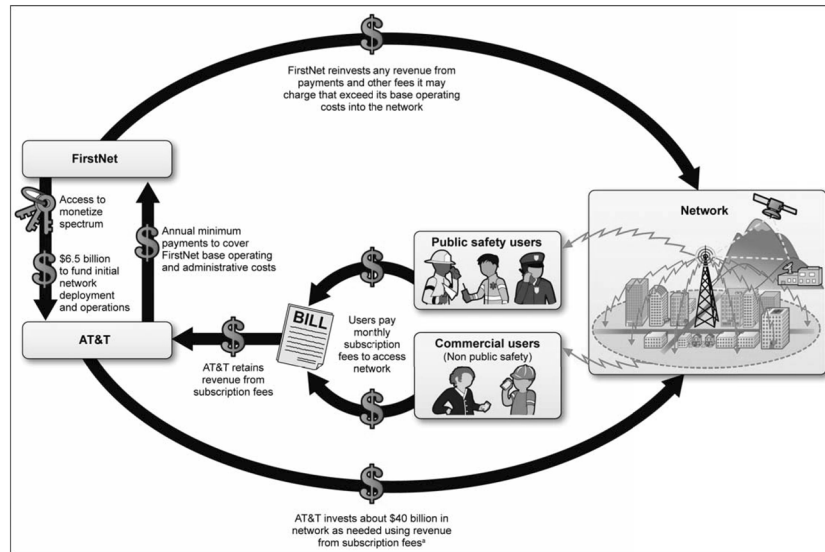 FirstNet reinvests any revenue from
payments and other fees it may
charge that exceed its base operating
costs into the network
FirstNet
Access to
monetize
spectrum
$6.5 billion
to fund initial
network
deployment
and operations
Annual minimum
payments to cover
FirstNet base operating
and administrative costs
AT&T
AT&T retains
revenue from
subscription fees
BILL
Users pay
monthly
subscription
fees to access
network
Public safety users
Commercial users
(Non public safety)
Network
AT&T invests about $40 billion in
network as needed using revenue
from subscription feesᵃ